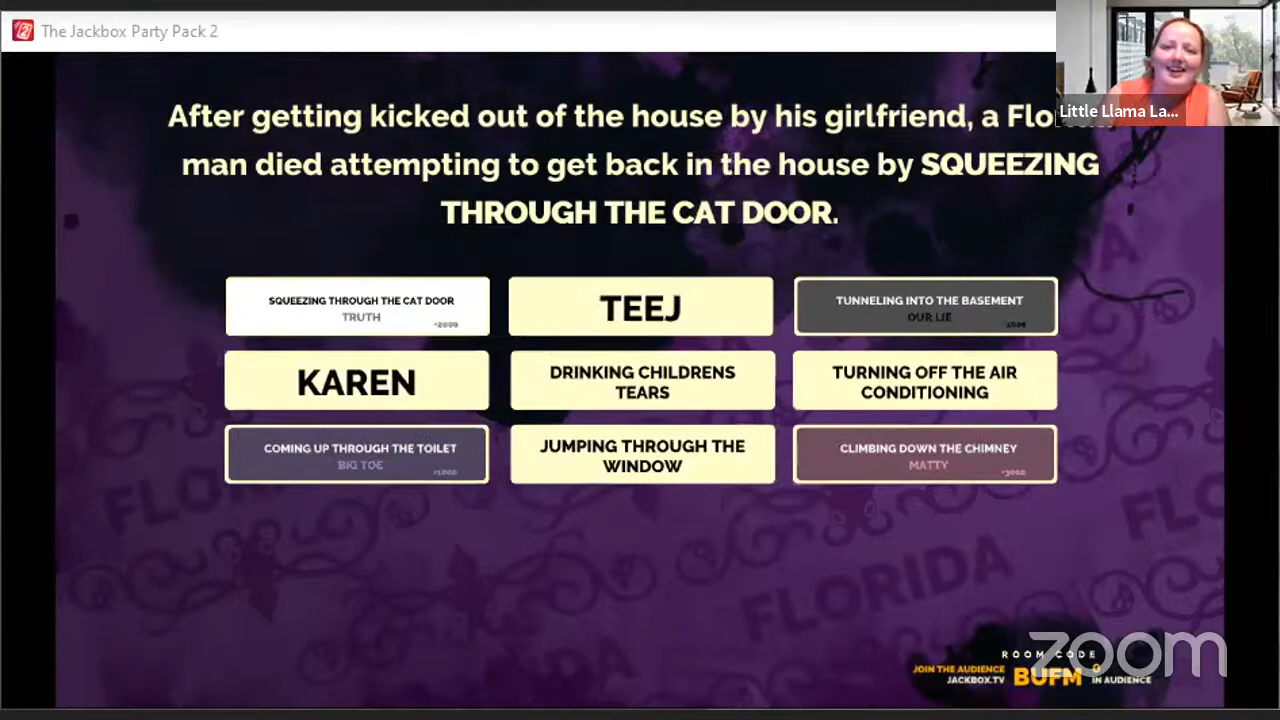 The Jackbox Party Pack 2
Little Llama La...
After getting kicked out of the house by his girlfriend, a
man died attempting to get back in the house by SQUEEZING
THROUGH THE CAT DOOR.
SQUEEZING THROUGH THE CAT DOOR
TRUTH
TEEJ
TUNNELING INTO THE BASEMENT
OUR LIE
KAREN
DRINKING CHILDRENS
TEARS
TURNING OFF THE AIR
CONDITIONING
COMING UP THROUGH THE TOILET
BIG TOE
+1000
JUMPING THROUGH THE
WINDOW
CLIMBING DOWN THE CHIMNEY
MATTY
FLORIDA
ROOM CODE
JOIN THE AUDIENCE
JACKBOX.TV
BUFM
0
IN AUDIENCE
zoom